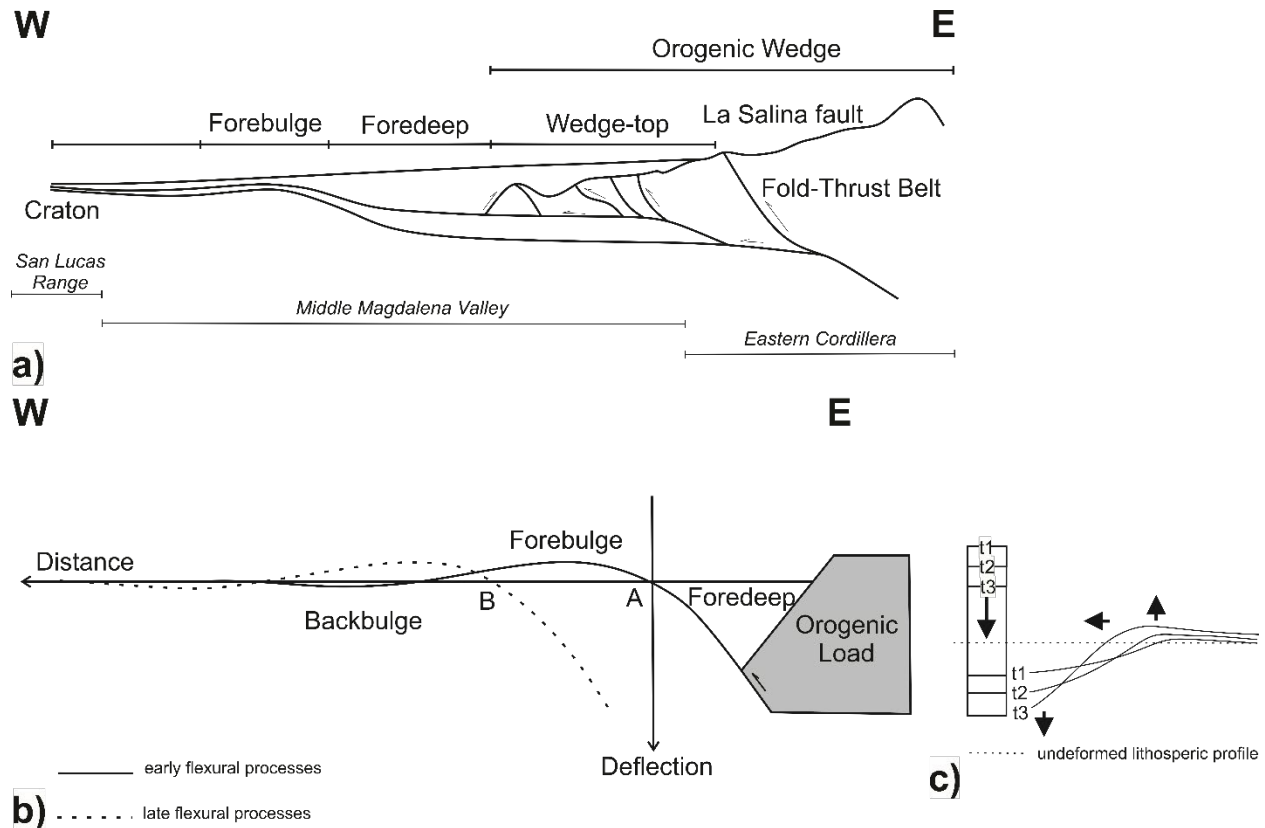 W
E
Orogenic Wedge
La Salina fault
Forebulge
Foredeep
Wedge-top
Fold-Thrust Belt
Craton
San Lucas
Range
Middle Magdalena Valley
Eastern Cordillera
a)
W
E
Distance
Forebulge
B
A
Foredeep
Backbulge
Orogenic
Load
Deflection
early flexural processes
late flexural processes
b)
t1
t2
t3
t1
t2
t3
undeformed lithosperic profile
c)